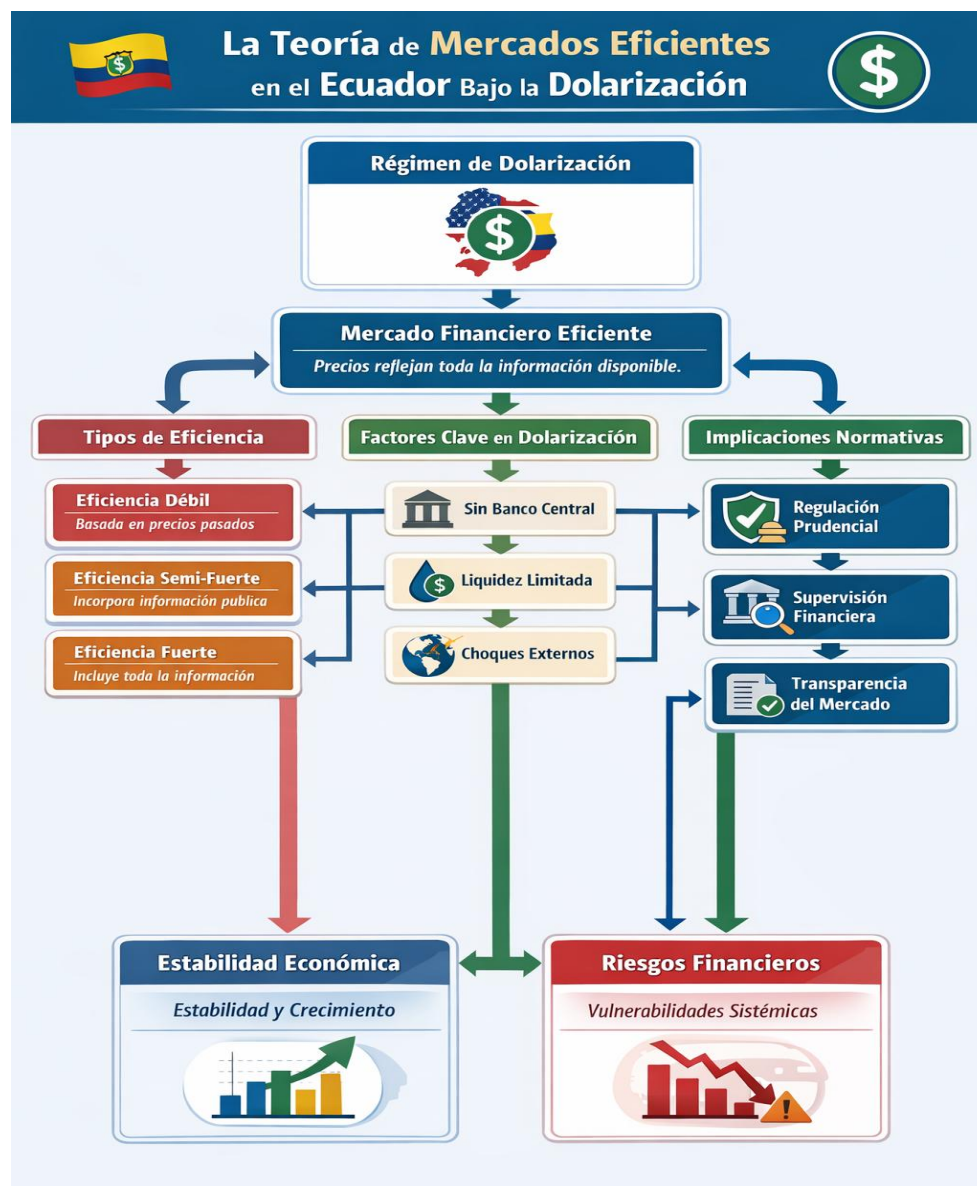 La Teoría de Mercados Eficientes
en el Ecuador Bajo la Dolarización
$
$
Régimen de Dolarización
$
Mercado Financiero Eficiente
Precios reflejan toda la información disponible.
Tipos de Eficiencia
Factores Clave en Dolarización
Implicaciones Normativas
Eficiencia Débil
Basada en precios pasados
Eficiencia Semi-Fuerte
Incorpora información publica
Eficiencia Fuerte
Incluye toda la información
Sin Banco Central
$
Liquidez Limitada
Choques Externos
Regulación
Prudencial
Supervisión
Financiera
Transparencia
del Mercado
Estabilidad Económica
Estabilidad y Crecimiento
Riesgos Financieros
Vulnerabilidades Sistémicas
!